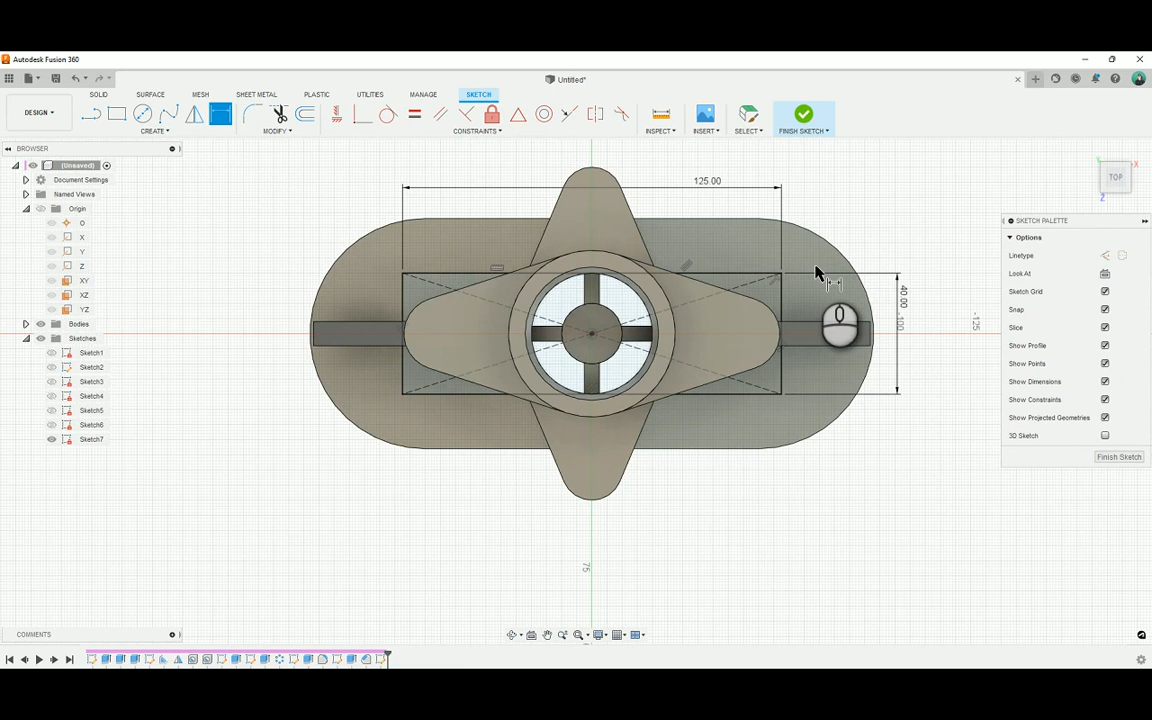 Autodesk Fusion 360
Untitled*
SOLID SURFACE MESH SHEET METAL PLASTIC UTILITIES MANAGE SKETCH
DESIGN
CREATE MODIFY CONSTRAINTS INSPECT INSERT SELECT FINISH SKETCH
BROWSER
(Unsaved)
Document Settings
Named Views
Origin
O
X
Y
Z
XY
XZ
YZ
Bodies
Sketches
Sketch1
Sketch2
Sketch3
Sketch4
Sketch5
Sketch6
Sketch7
125.00
40.00
-100
-125
75
TOP
X
Z
SKETCH PALETTE
Options
Linetype
Look At
Sketch Grid
Snap
Slice
Show Profile
Show Points
Show Dimensions
Show Constraints
Show Projected Geometries
3D Sketch
Finish Sketch
COMMENTS